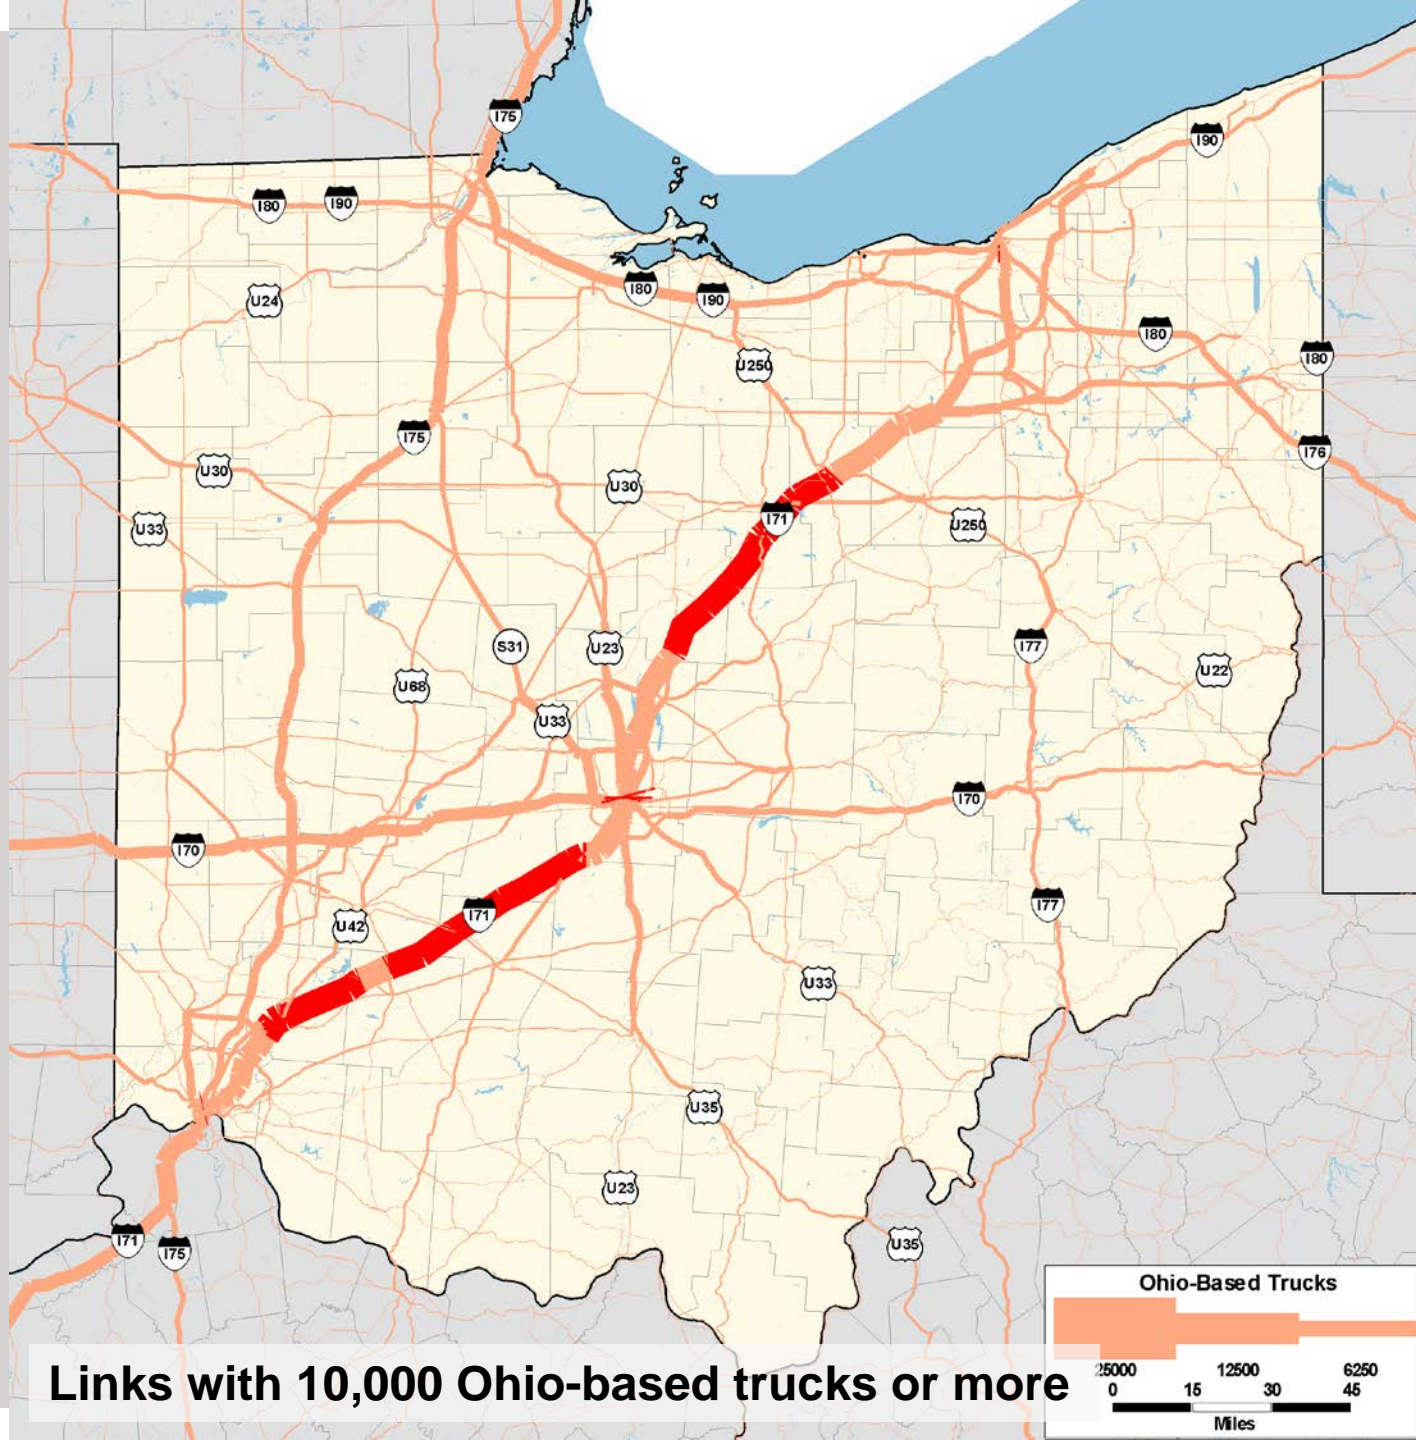 I75
I90
I80
I90
U24
I80
I90
I80
I80
U250
I75
I76
U30
U30
U33
I71
U250
S31
U23
I77
U22
U68
U33
I70
I70
I71
I77
U42
U33
U35
U23
I71
I75
U35
Ohio-Based Trucks
25000 12500 6250
0 15 30 45
Miles
Links with 10,000 Ohio-based trucks or more